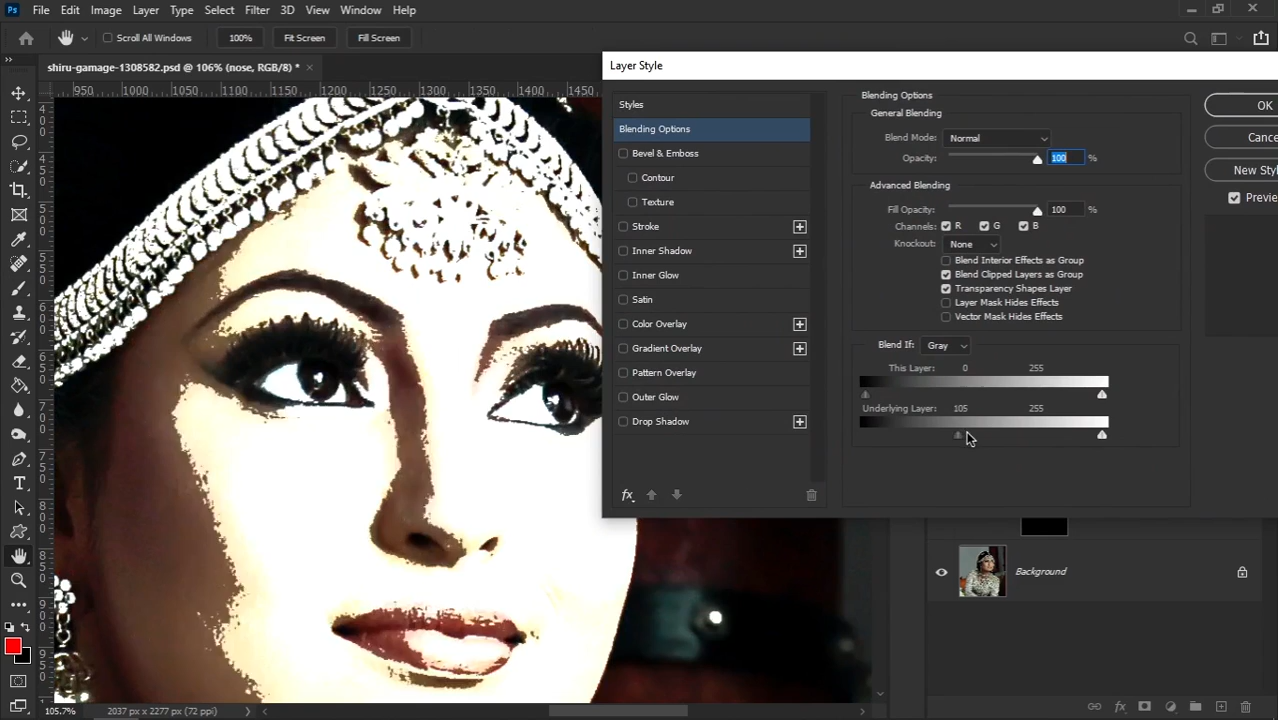 Ps File Edit Image Layer Type Select Filter 3D View Window Help
Scroll All Windows 100% Fit Screen Fill Screen
shiru-gamage-1308582.psd @ 106% (nose, RGB/8) *
950 1000 1050 1100 1150 1200 1250 1300 1350 1400 1450
Layer Style
Styles
Blending Options
Bevel & Emboss
Contour
Texture
Stroke
Inner Shadow
Inner Glow
Satin
Color Overlay
Gradient Overlay
Pattern Overlay
Outer Glow
Drop Shadow
fx
Blending Options
General Blending
Blend Mode: Normal
Opacity: 100 %
Advanced Blending
Fill Opacity: 100 %
Channels: R G B
Knockout: None
Blend Interior Effects as Group
Blend Clipped Layers as Group
Transparency Shapes Layer
Layer Mask Hides Effects
Vector Mask Hides Effects
Blend If: Gray
This Layer: 0 255
Underlying Layer: 105 255
OK
Cance
New Styl
Preview
Background
105.7% 2037 px x 2277 px (72 ppi)